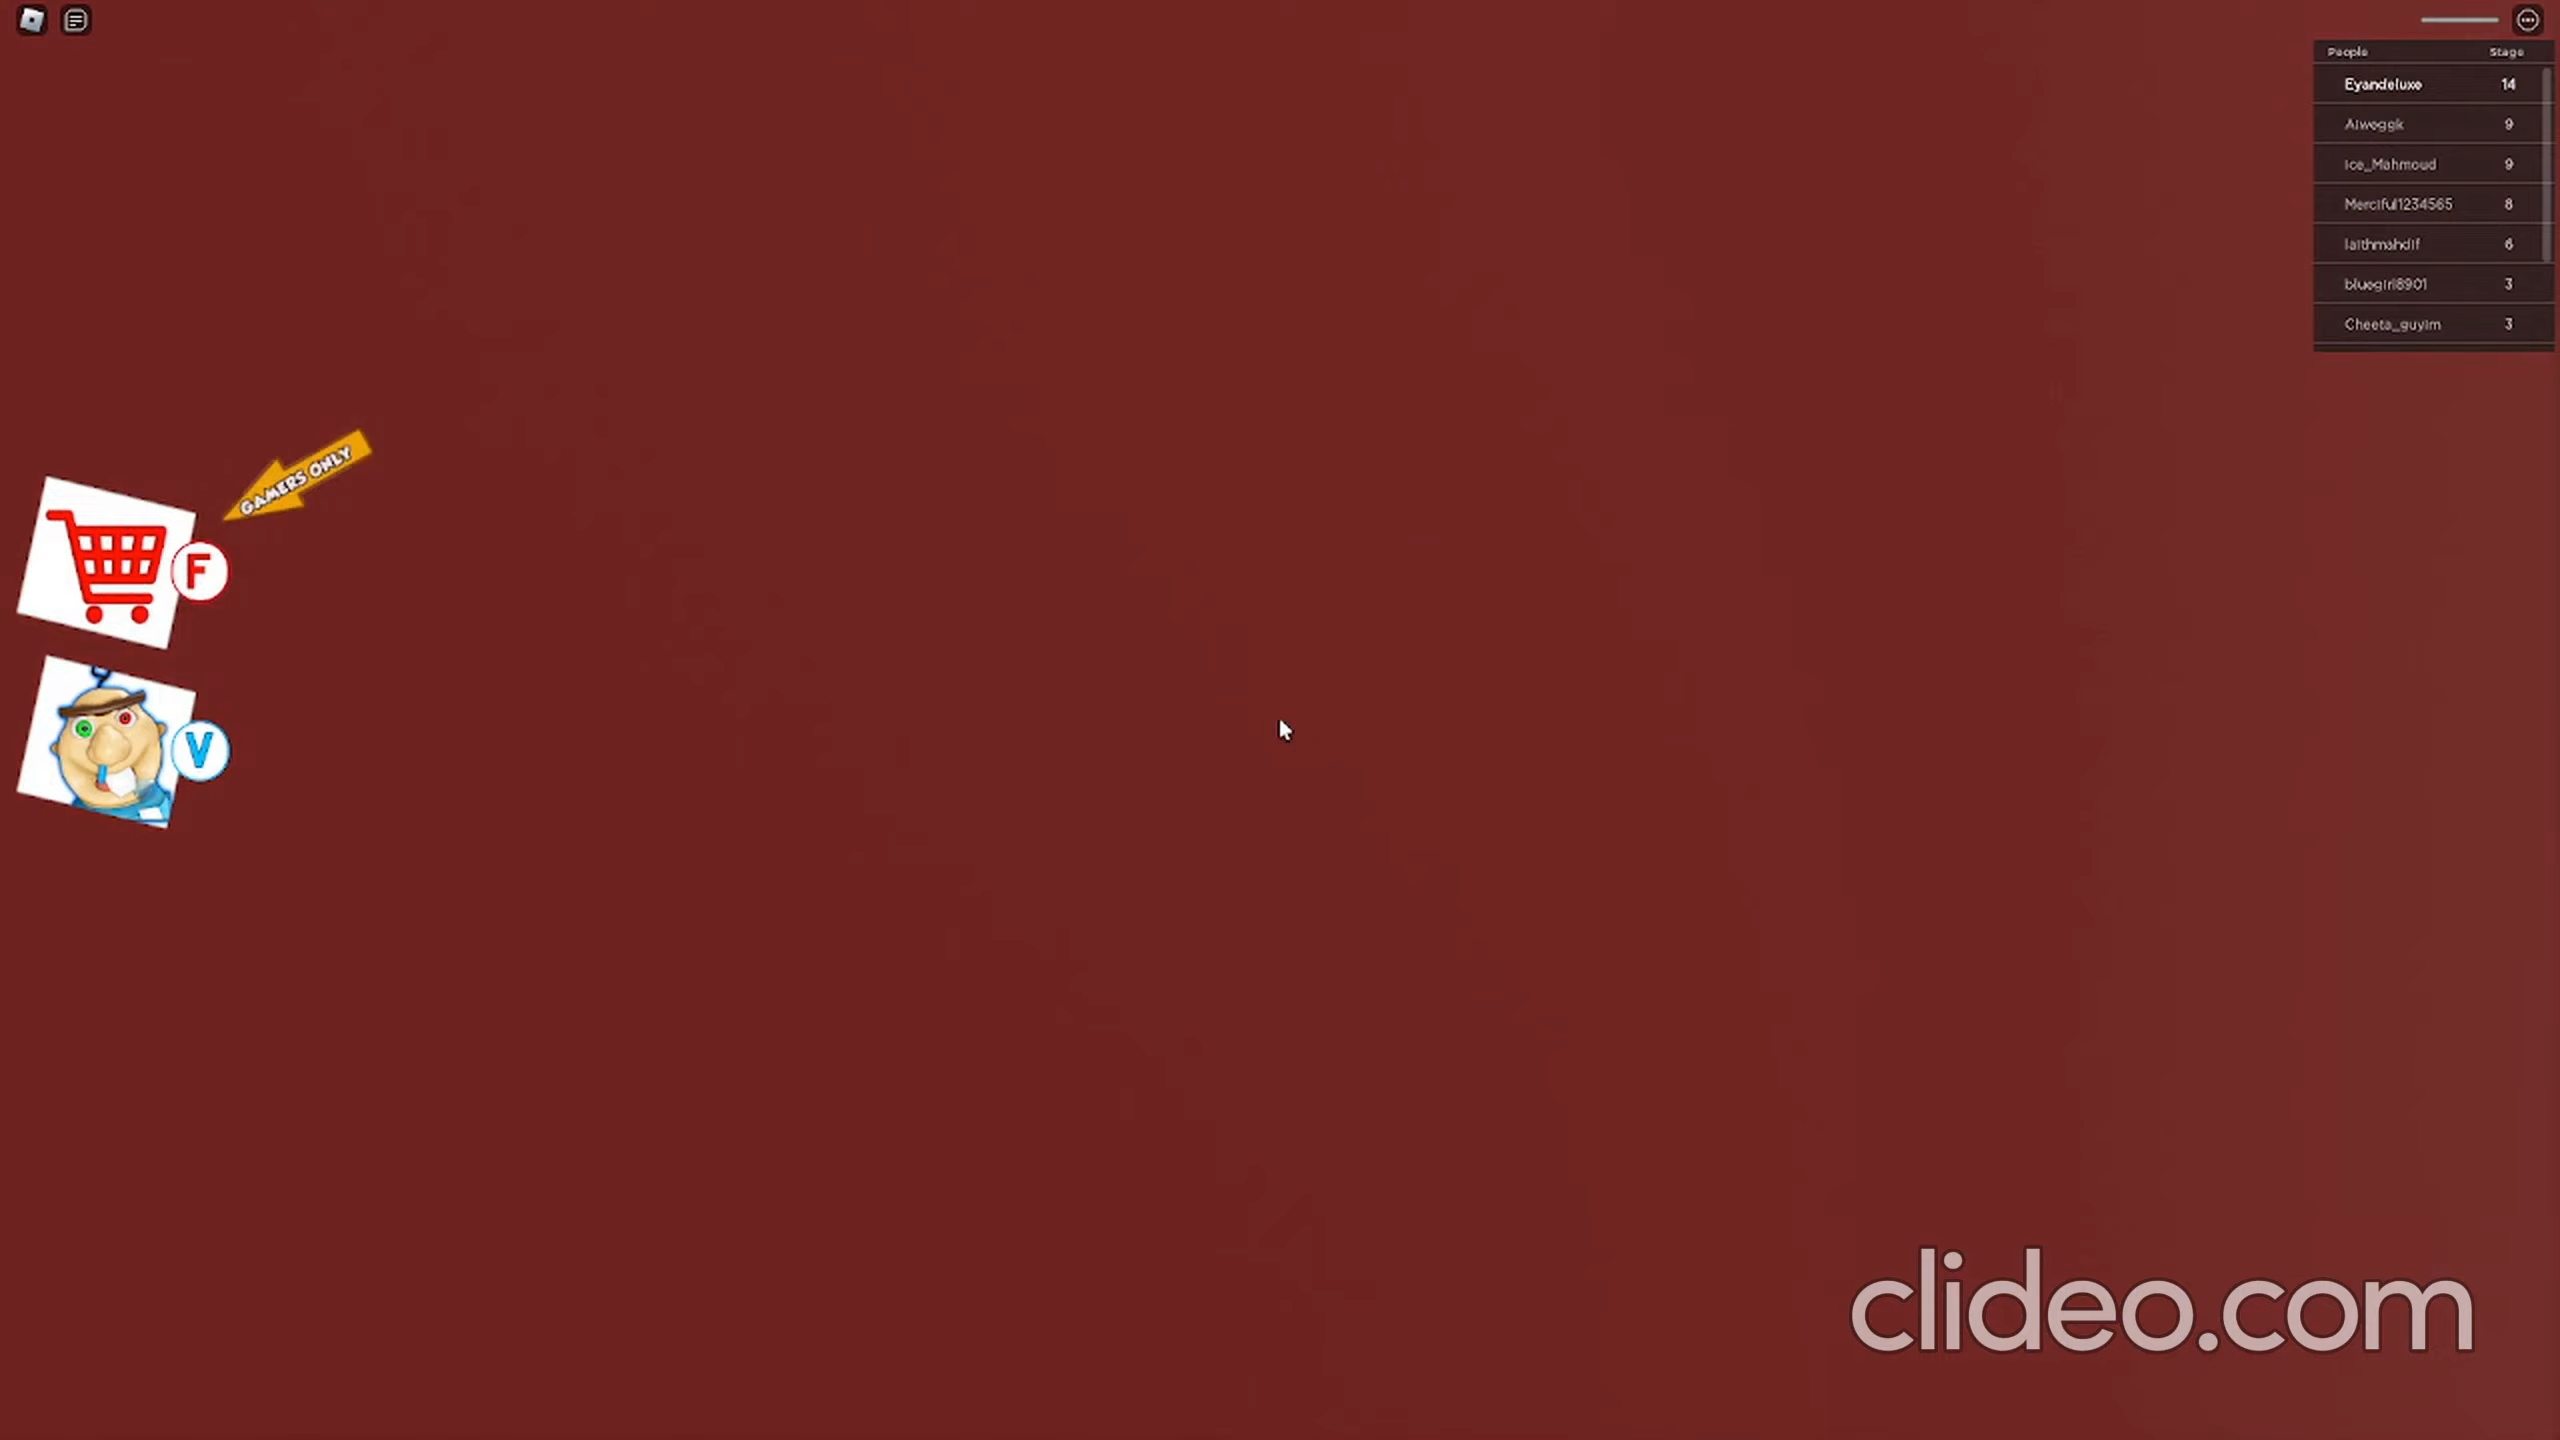 People Stage
Eyandeluxe 14
Aiweggk 9
Ice_Mahmoud 9
Merciful1234565 8
laithmahdif 6
bluegirl8901 3
Cheeta_guyim 3
GAMERS ONLY
F
V
clideo.com